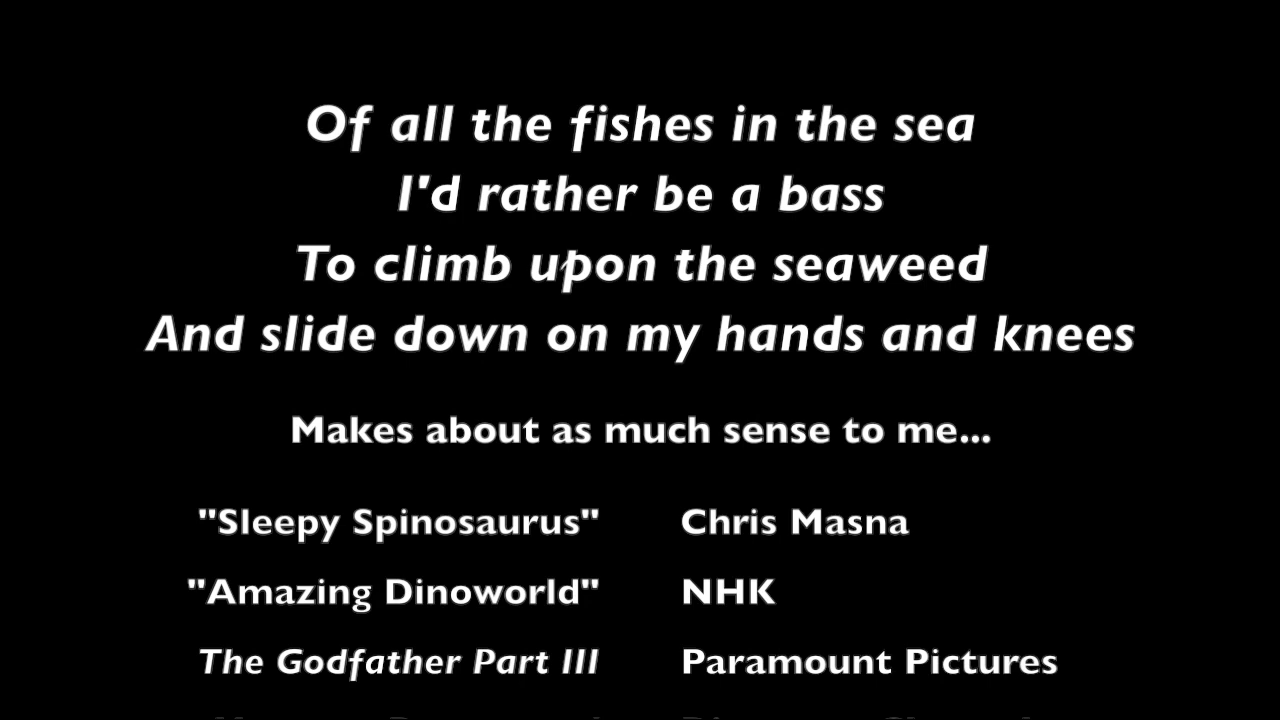 Of all the fishes in the sea
I'd rather be a bass
To climb upon the seaweed
And slide down on my hands and knees
Makes about as much sense to me...
"Sleepy Spinosaurus" Chris Masna
"Amazing Dinoworld" NHK
The Godfather Part III Paramount Pictures